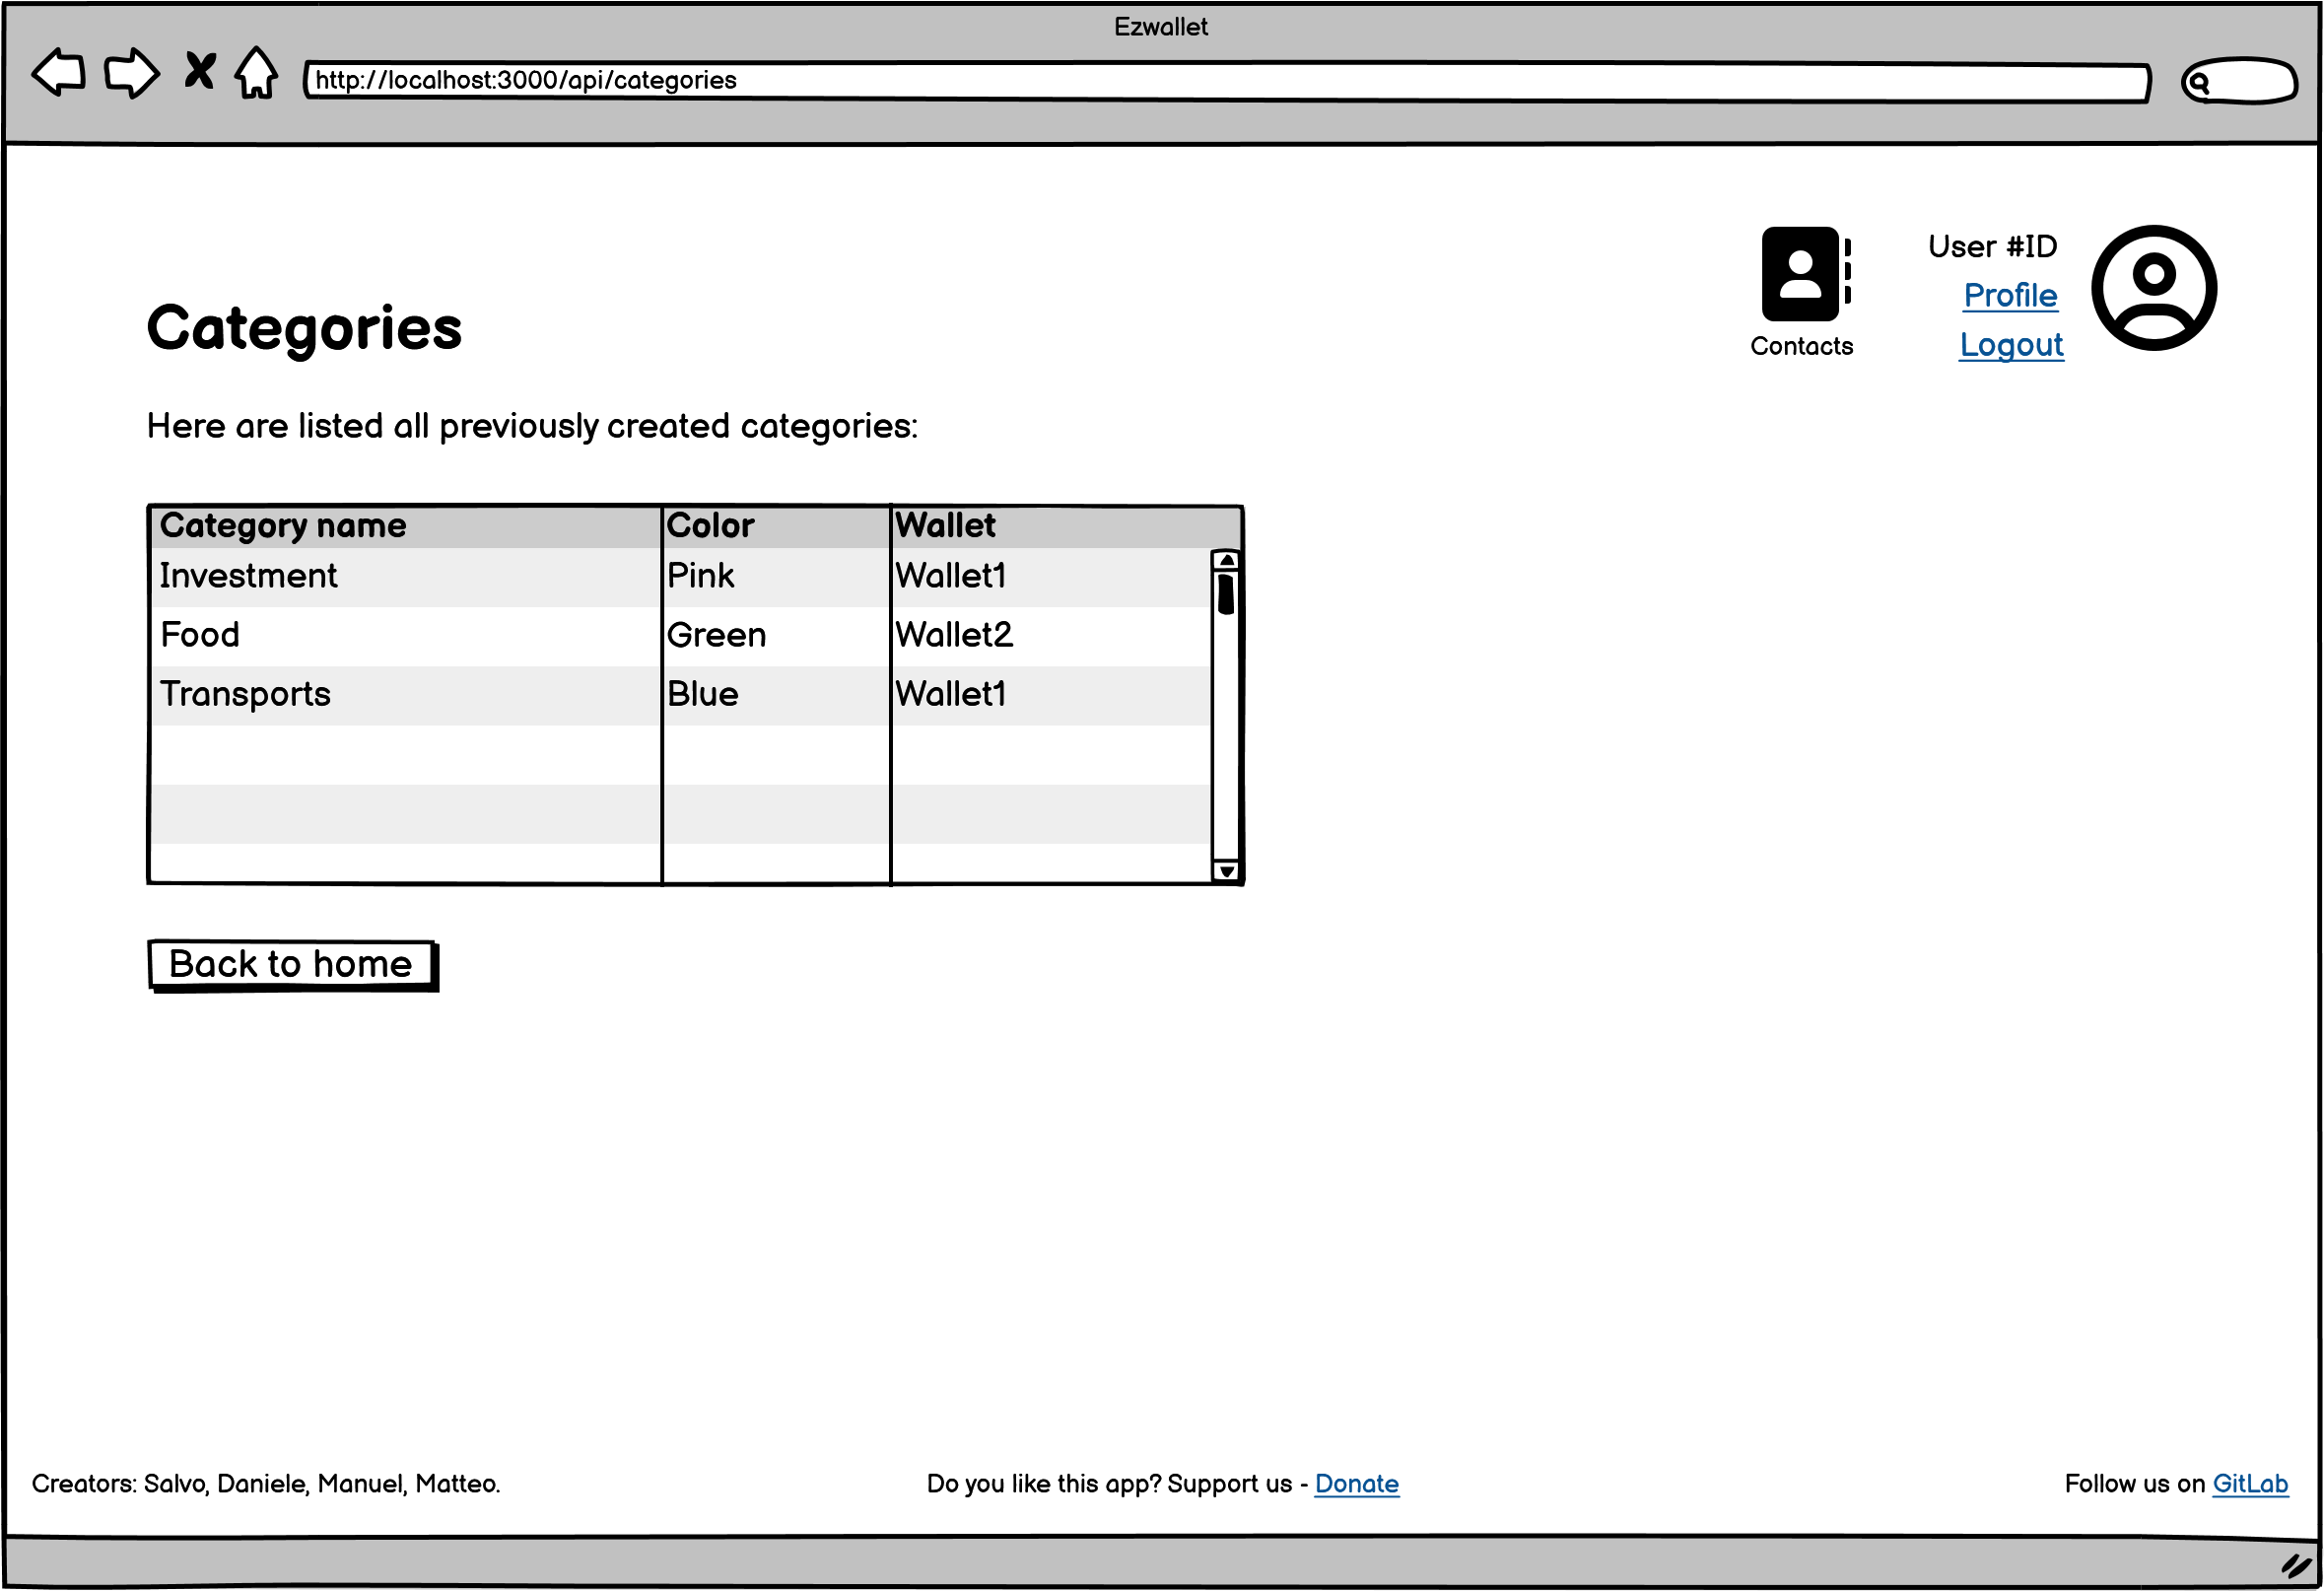 Ezwallet
http://localhost:3000/api/categories
User #ID
Profile
Logout
Contacts
Categories
Here are listed all previously created categories:
Category name Color Wallet
Investment Pink Wallet1
Food Green Wallet2
Transports Blue Wallet1
Back to home
Creators: Salvo, Daniele, Manuel, Matteo. Do you like this app? Support us - Donate Follow us on GitLab